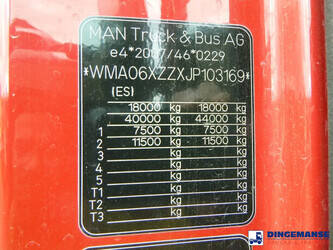 MAN Truck & Bus AG
e4*2007/46*0229
*WMA06XZZXJP103169*
(ES)
18000 kg 18000 kg
40000 kg 44000 kg
1 7500 kg 7500 kg
2 11500 kg 11500 kg
3 kg kg
4 kg kg
5 kg kg
T1 kg kg
T2 kg kg
T3 kg kg
DINGEMANSE